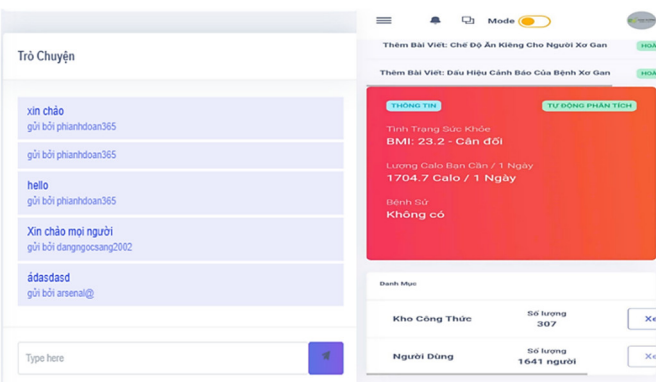 Trò Chuyện
xin chảo
gửi bởi phianhdoan365
gửi bởi phianhdoan365
hello
gửi bởi phianhdoan365
Xin chảo mọi người
gửi bởi dangngocsang2002
ádasdasd
gửi bởi arsenal@
Type here
Mode
Thêm Bài Viết: Chế Độ Ăn Kiêng Cho Người Xơ Gan
Thêm Bài Viết: Dấu Hiệu Cảnh Báo Của Bệnh Xơ Gan
THÔNG TIN
TỰ ĐỘNG PHÂN TÍCH
Tình Trạng Sức Khỏe
BMI: 23.2 - Cân đối
Lượng Calo Bạn Cần / 1 Ngày
1704.7 Calo / 1 Ngày
Bệnh Sử
Không có
Danh Mục
Kho Công Thức
Số lượng
307
Người Dùng
Số lượng
1641 người